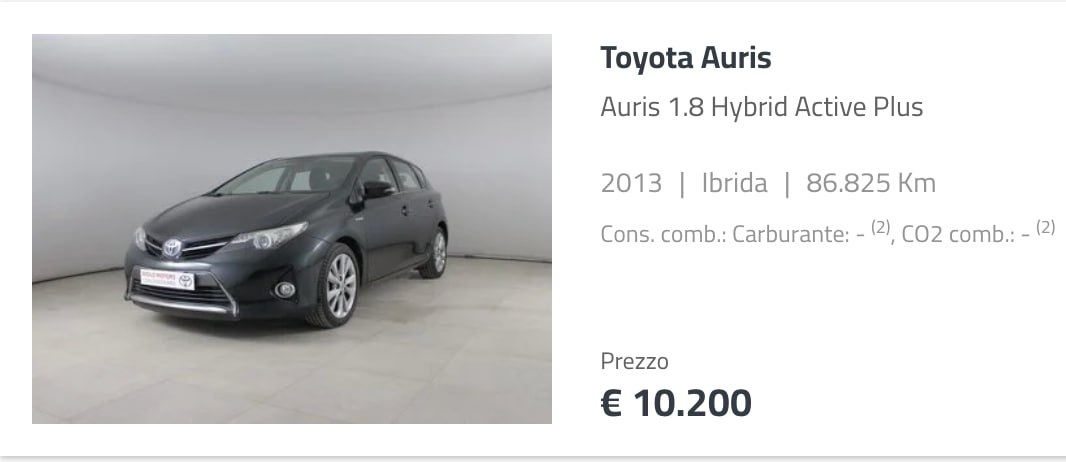 Toyota Auris
Auris 1.8 Hybrid Active Plus
2013 | Ibrida | 86.825 Km
Cons. comb.: Carburante: - (2), CO2 comb.: - (2)
Prezzo
€ 10.200